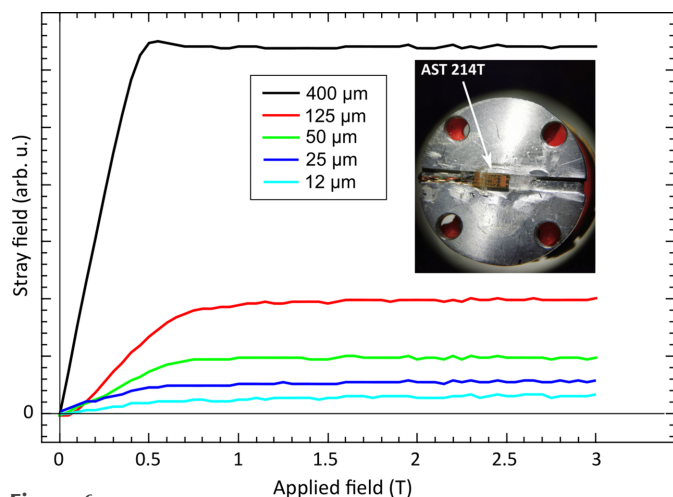 AST 214T
400 µm
125 µm
50 µm
25 µm
12 µm
Stray field (arb. u.)
0
0 0.5 1 1.5 2 2.5 3
Applied field (T)